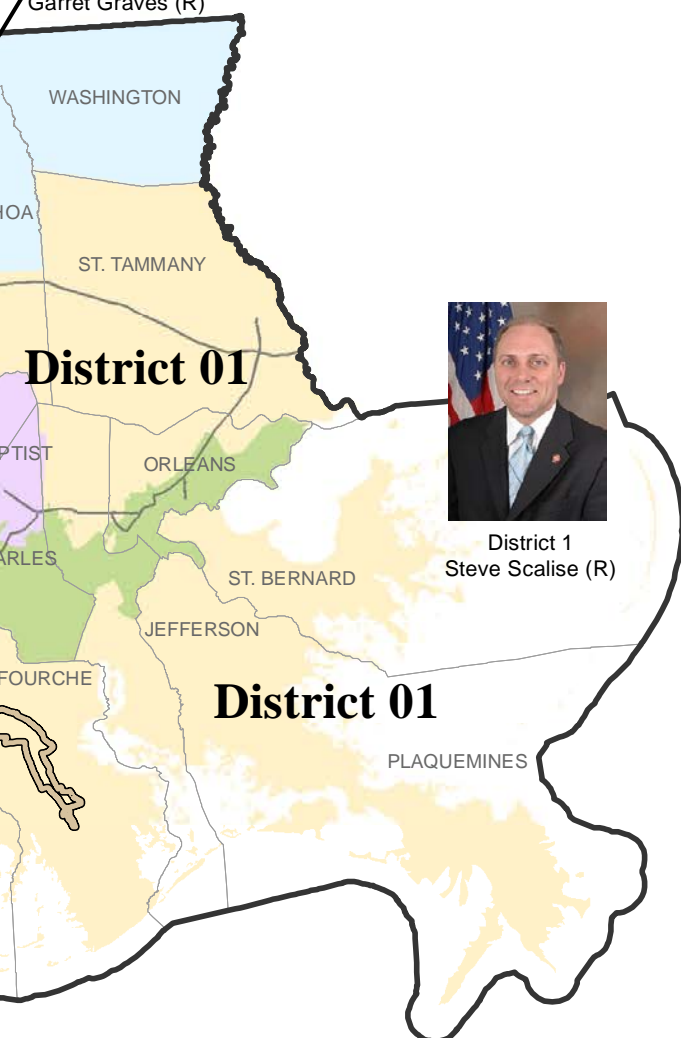 Garret Graves (R)
WASHINGTON
HOA
ST. TAMMANY
District 01
PTIST
ORLEANS
ARLES
District 1
Steve Scalise (R)
ST. BERNARD
JEFFERSON
FOURCHE
District 01
PLAQUEMINES